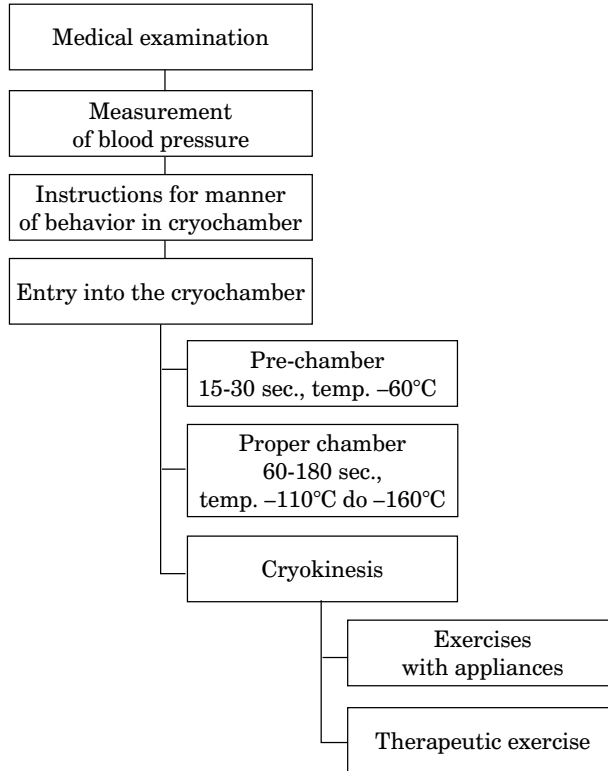 Medical examination
Measurement
of blood pressure
Instructions for manner
of behavior in cryochamber
Entry into the cryochamber
Pre-chamber
15-30 sec., temp. –60°C
Proper chamber
60-180 sec.,
temp. –110°C do –160°C
Cryokinesis
Exercises
with appliances
Therapeutic exercise